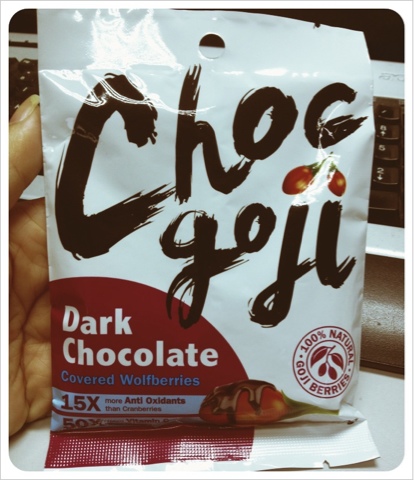 Choc
goji
Dark
Chocolate
Covered Wolfberries
15X more Anti Oxidants
than Cranberries
100% NATURAL
GOJI BERRIES